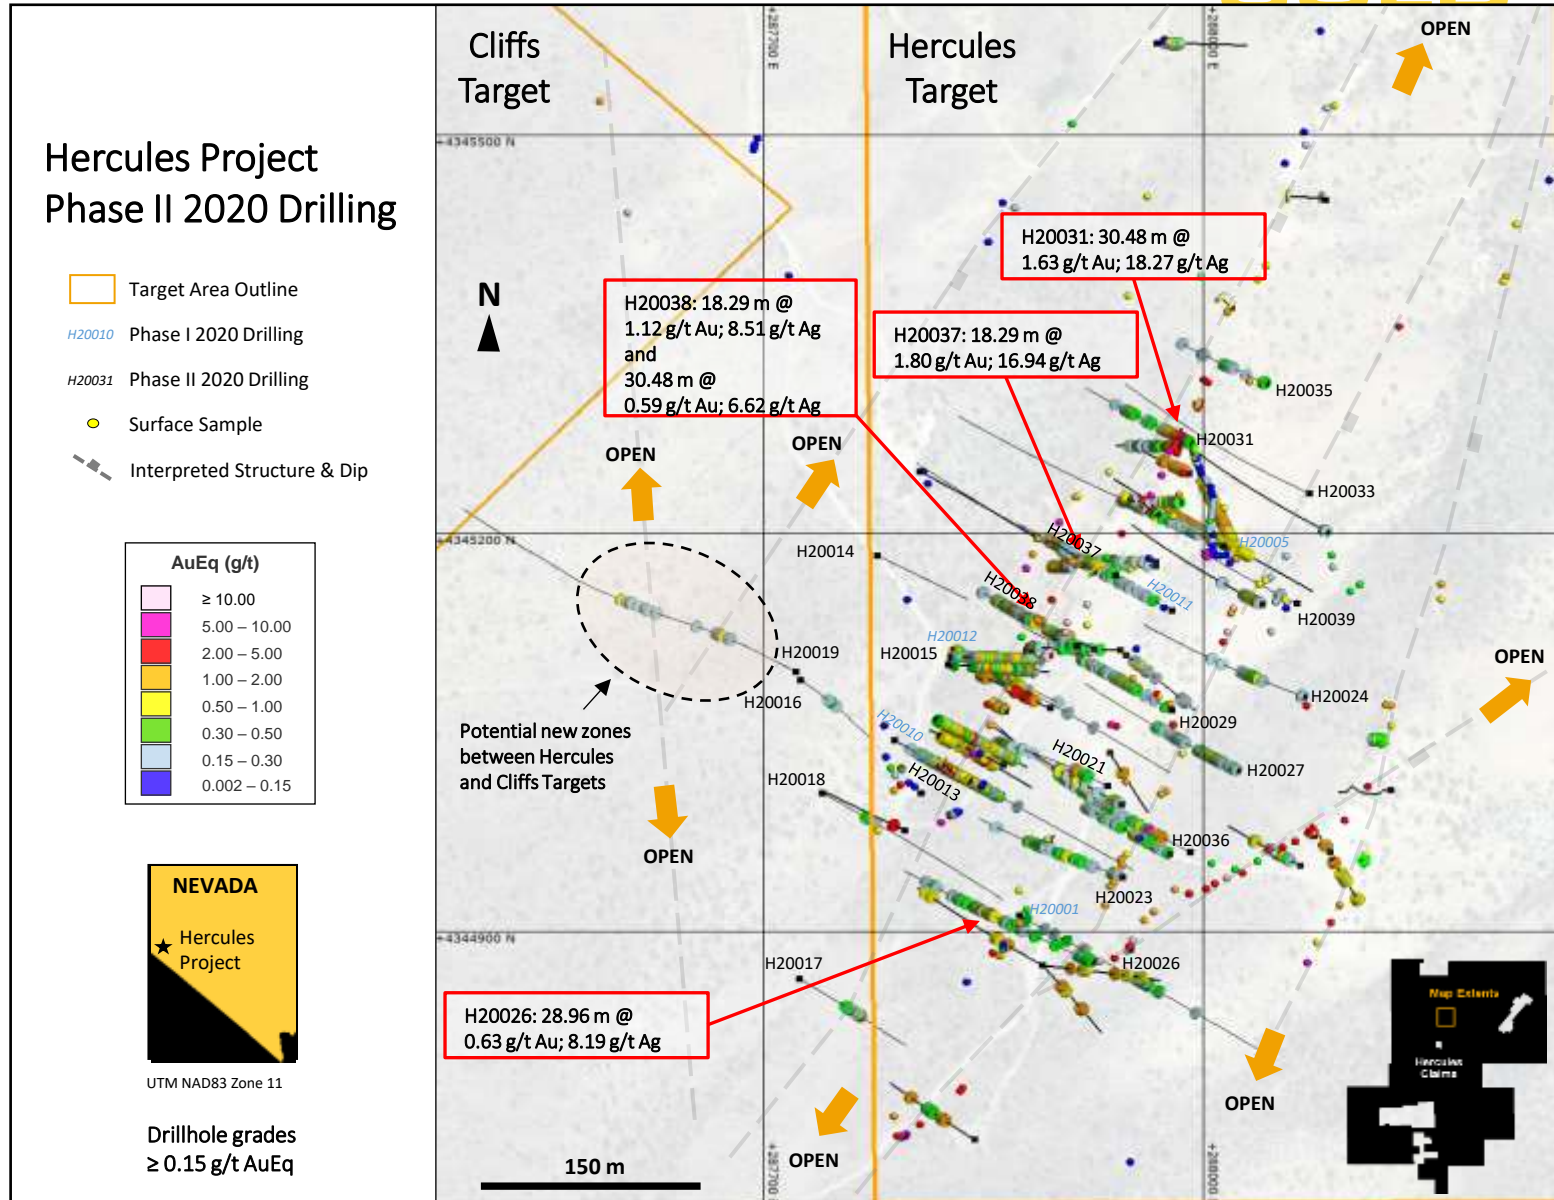 Hercules Project
Phase II 2020 Drilling
Target Area Outline
H20010 Phase I 2020 Drilling
H20031 Phase II 2020 Drilling
Surface Sample
Interpreted Structure & Dip
AuEq (g/t)
≥ 10.00
5.00 – 10.00
2.00 – 5.00
1.00 – 2.00
0.50 – 1.00
0.30 – 0.50
0.15 – 0.30
0.002 – 0.15
NEVADA
Hercules
Project
UTM NAD83 Zone 11
Drillhole grades
≥ 0.15 g/t AuEq
Cliffs
Target
Hercules
Target
+287700 E
+288000 E
OPEN
+4345500 N
N
H20031: 30.48 m @
1.63 g/t Au; 18.27 g/t Ag
H20038: 18.29 m @
1.12 g/t Au; 8.51 g/t Ag
and
30.48 m @
0.59 g/t Au; 6.62 g/t Ag
H20037: 18.29 m @
1.80 g/t Au; 16.94 g/t Ag
H20035
H20031
OPEN
OPEN
H20033
+4345200 N
H20014
H20037
H20005
H20038
H20011
H20039
H20012
H20015
H20019
OPEN
H20016
H20024
H20029
H20010
Potential new zones
between Hercules
and Cliffs Targets
H20021
H20027
H20018
H20013
H20036
OPEN
H20023
H20001
+4344900 N
H20017
H20026
H20026: 28.96 m @
0.63 g/t Au; 8.19 g/t Ag
Map Extents
Hercules
Claims
OPEN
OPEN
150 m
+287700 E
+288000 E